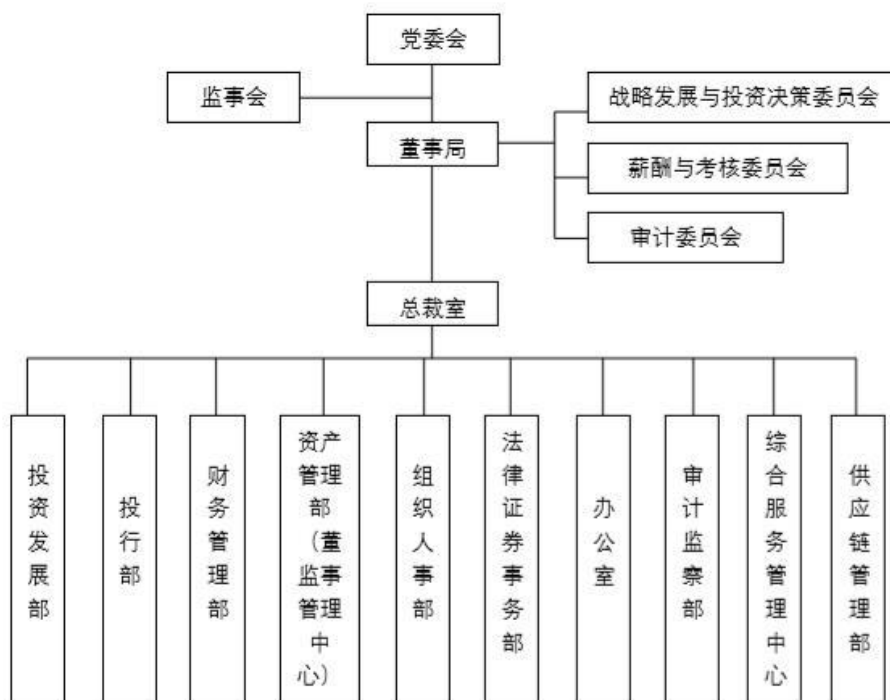 党委会
监事会
战略发展与投资决策委员会
董事局
薪酬与考核委员会
审计委员会
总裁室
投资发展部
投行部
财务管理部
资产
管理
部
（董
监事
管理
中
心）
组织人事部
法律证券事务部
办公室
审计监察部
综合服务管理中心
供应链管理部